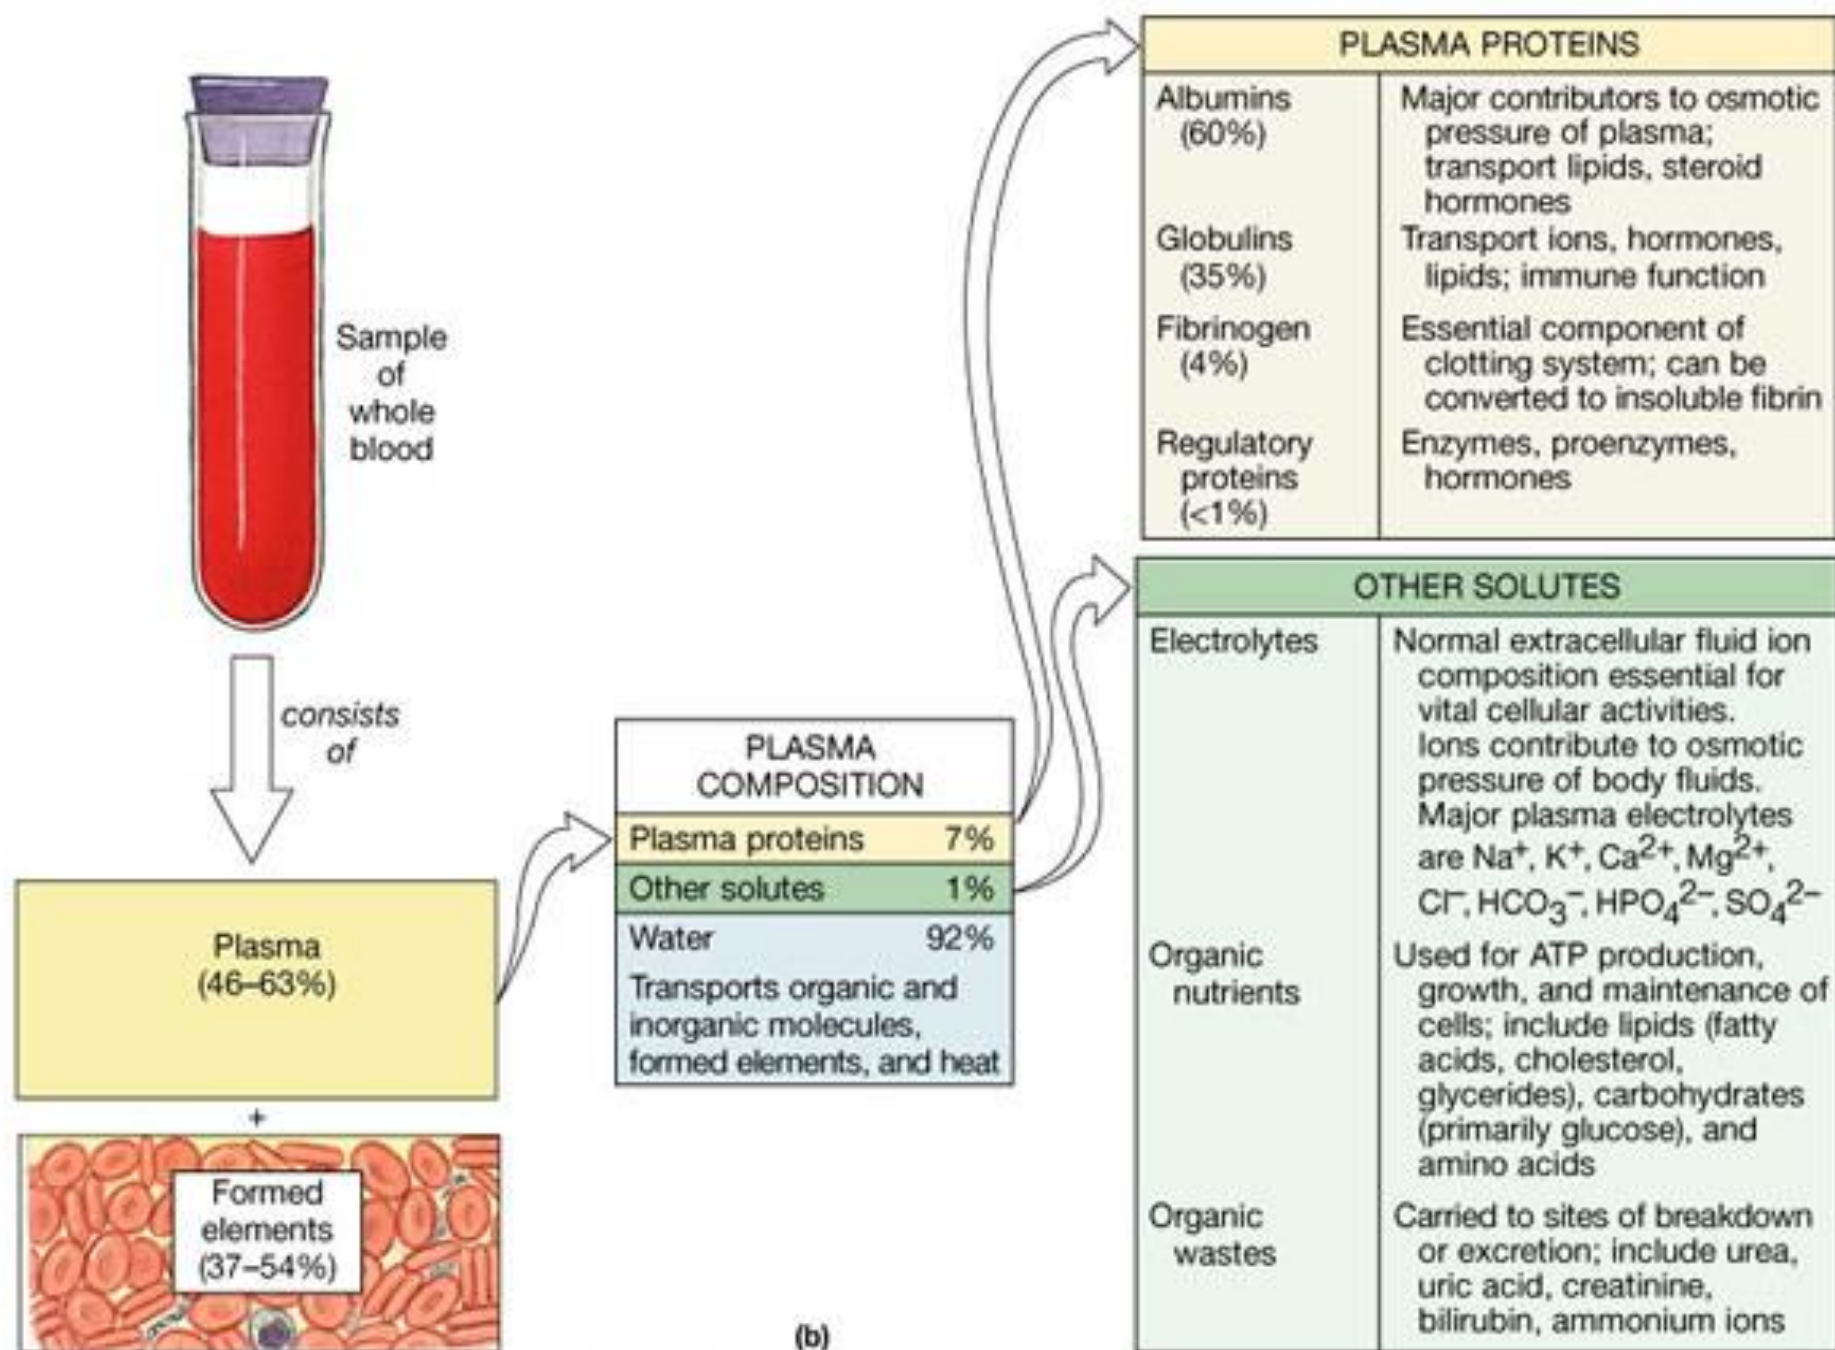 Sample
of
whole
blood
consists
of
Plasma
(46–63%)
+
Formed
elements
(37–54%)
PLASMA
COMPOSITION
Plasma proteins 7%
Other solutes 1%
Water 92%
Transports organic and
inorganic molecules,
formed elements, and heat
(b)
PLASMA PROTEINS
Albumins
(60%)
Major contributors to osmotic
pressure of plasma;
transport lipids, steroid
hormones
Globulins
(35%)
Transport ions, hormones,
lipids; immune function
Fibrinogen
(4%)
Essential component of
clotting system; can be
converted to insoluble fibrin
Regulatory
proteins
(<1%)
Enzymes, proenzymes,
hormones
OTHER SOLUTES
Electrolytes
Normal extracellular fluid ion
composition essential for
vital cellular activities.
Ions contribute to osmotic
pressure of body fluids.
Major plasma electrolytes
are Na⁺, K⁺, Ca²⁺, Mg²⁺,
Cl⁻, HCO₃⁻, HPO₄²⁻, SO₄²⁻
Organic
nutrients
Used for ATP production,
growth, and maintenance of
cells; include lipids (fatty
acids, cholesterol,
glycerides), carbohydrates
(primarily glucose), and
amino acids
Organic
wastes
Carried to sites of breakdown
or excretion; include urea,
uric acid, creatinine,
bilirubin, ammonium ions